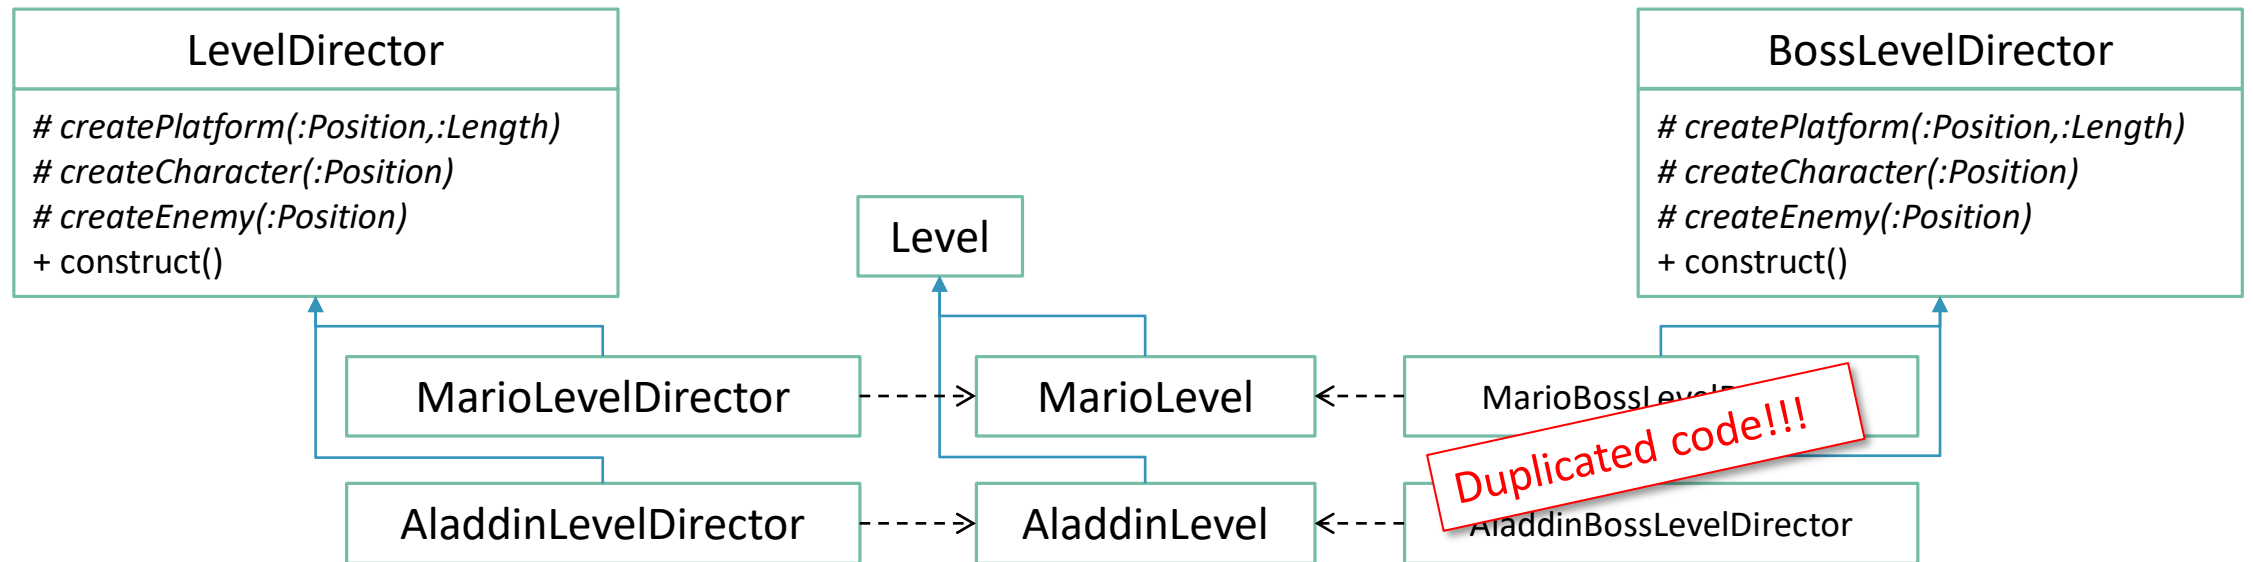 LevelDirector
# createPlatform(:Position,:Length)
# createCharacter(:Position)
# createEnemy(:Position)
+ construct()
Level
BossLevelDirector
# createPlatform(:Position,:Length)
# createCharacter(:Position)
# createEnemy(:Position)
+ construct()
MarioLevelDirector
MarioLevel
Duplicated code!!!
AladdinLevelDirector
AladdinLevel
AladdinBossLevelDirector